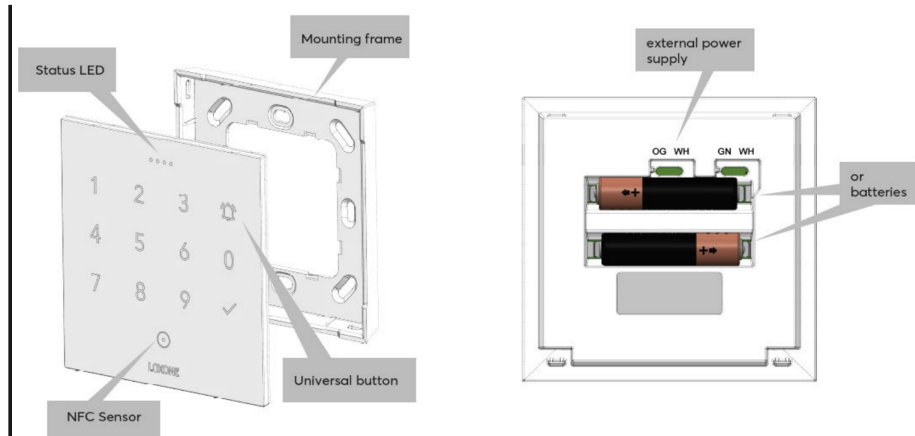 Mounting frame
Status LED
1 2 3
4 5 6 0
7 8 9
LOXONE
Universal button
NFC Sensor
external power
supply
OG WH GN WH
or
batteries
+
+